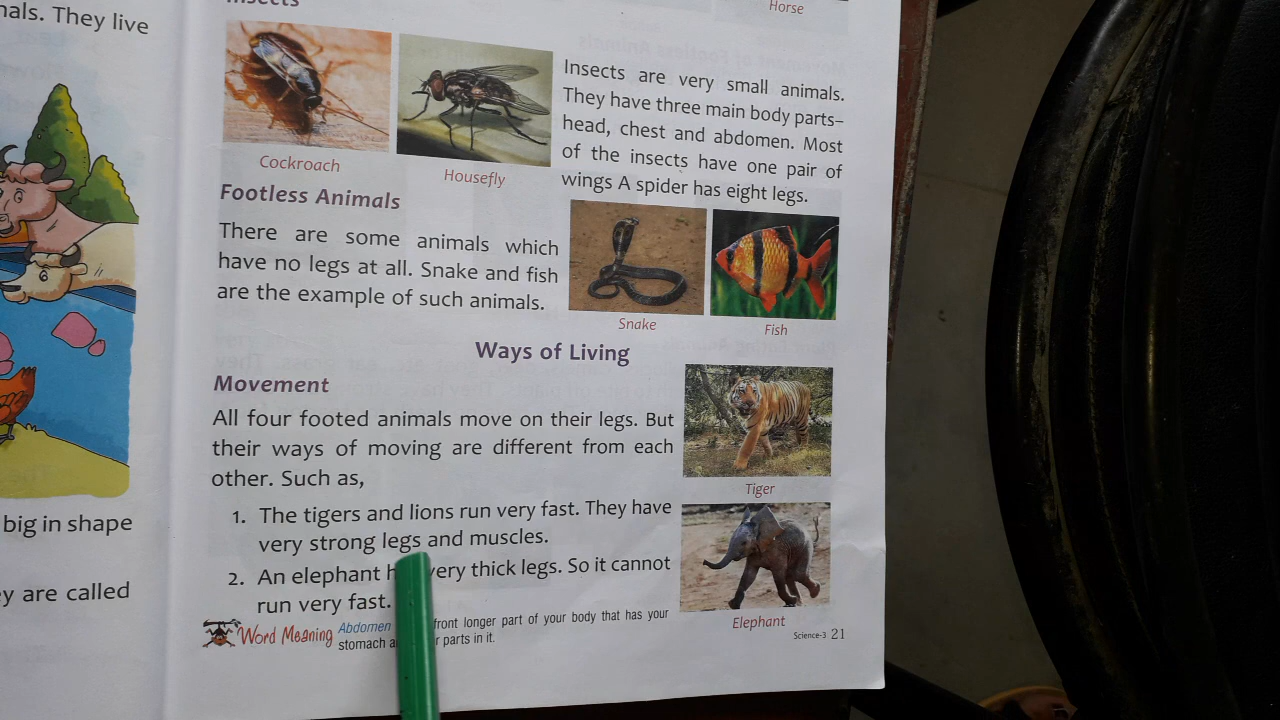 nals. They live
big in shape
ey are called
Insects
Horse
Cockroach
Housefly
Insects are very small animals.
They have three main body parts–
head, chest and abdomen. Most
of the insects have one pair of
wings A spider has eight legs.
Footless Animals
There are some animals which
have no legs at all. Snake and fish
are the example of such animals.
Snake
Fish
Ways of Living
Movement
All four footed animals move on their legs. But
their ways of moving are different from each
other. Such as,
Tiger
1. The tigers and lions run very fast. They have
very strong legs and muscles.
2. An elephant h very thick legs. So it cannot
run very fast.
Elephant
Word Meaning
Abdomen front longer part of your body that has your
stomach a r parts in it.
Science-3 21